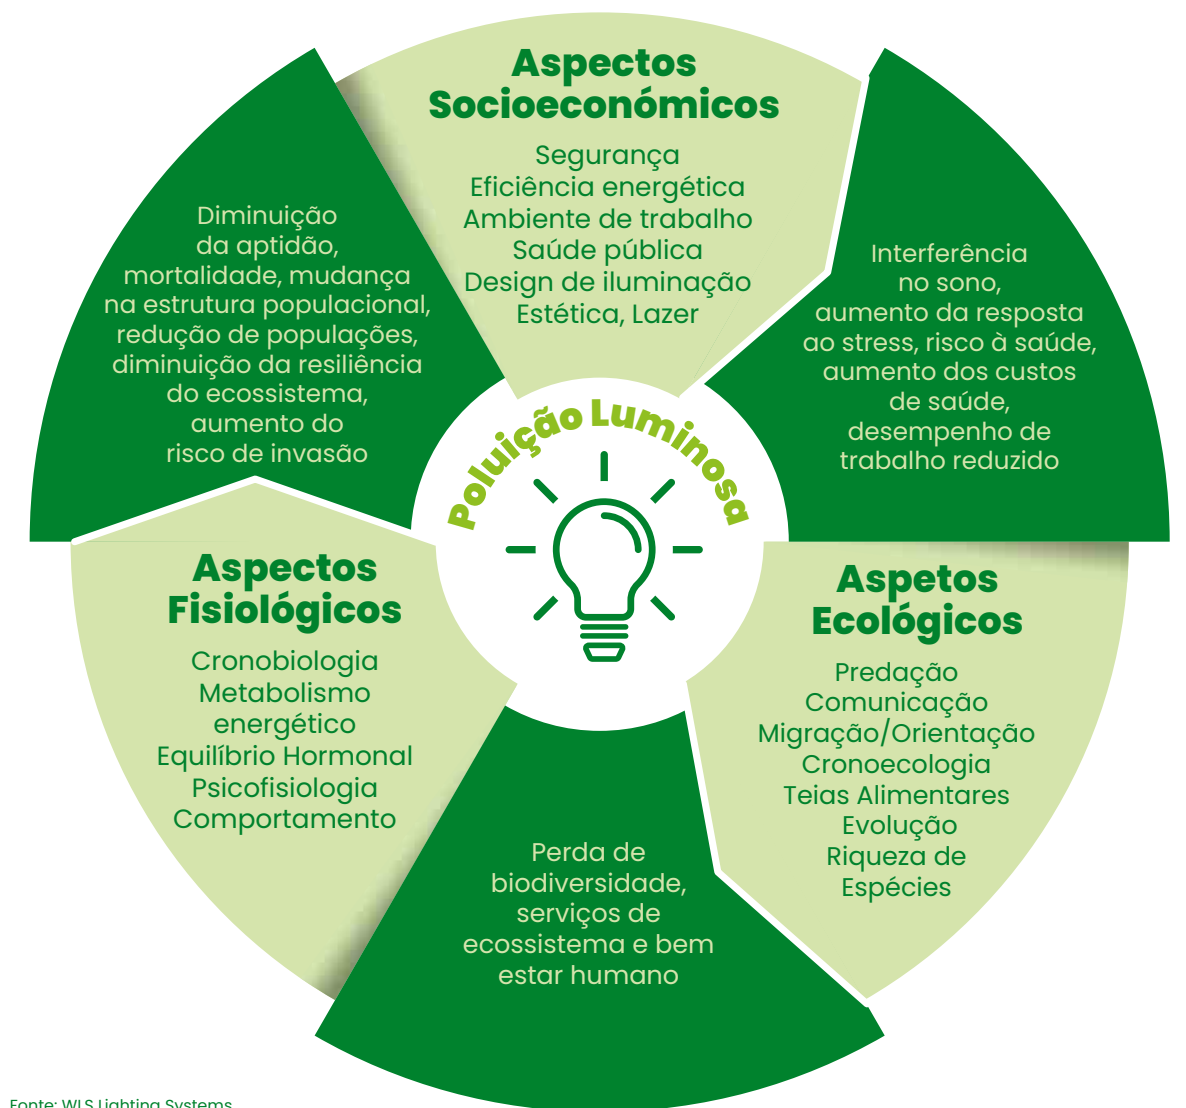 Aspectos
Socioeconómicos
Segurança
Eficiência energética
Ambiente de trabalho
Saúde pública
Design de iluminação
Estética, Lazer
Interferência
no sono,
aumento da resposta
ao stress, risco à saúde,
aumento dos custos
de saúde,
desempenho de
trabalho reduzido
Aspetos
Ecológicos
Predação
Comunicação
Migração/Orientação
Cronoecologia
Teias Alimentares
Evolução
Riqueza de
Espécies
Perda de
biodiversidade,
serviços de
ecossistema e bem
estar humano
Aspectos
Fisiológicos
Cronobiologia
Metabolismo
energético
Equilíbrio Hormonal
Psicofisiologia
Comportamento
Diminuição
da aptidão,
mortalidade, mudança
na estrutura populacional,
redução de populações,
diminuição da resiliência
do ecossistema,
aumento do
risco de invasão
Poluição Luminosa
Fonte: WLS Lighting Systems